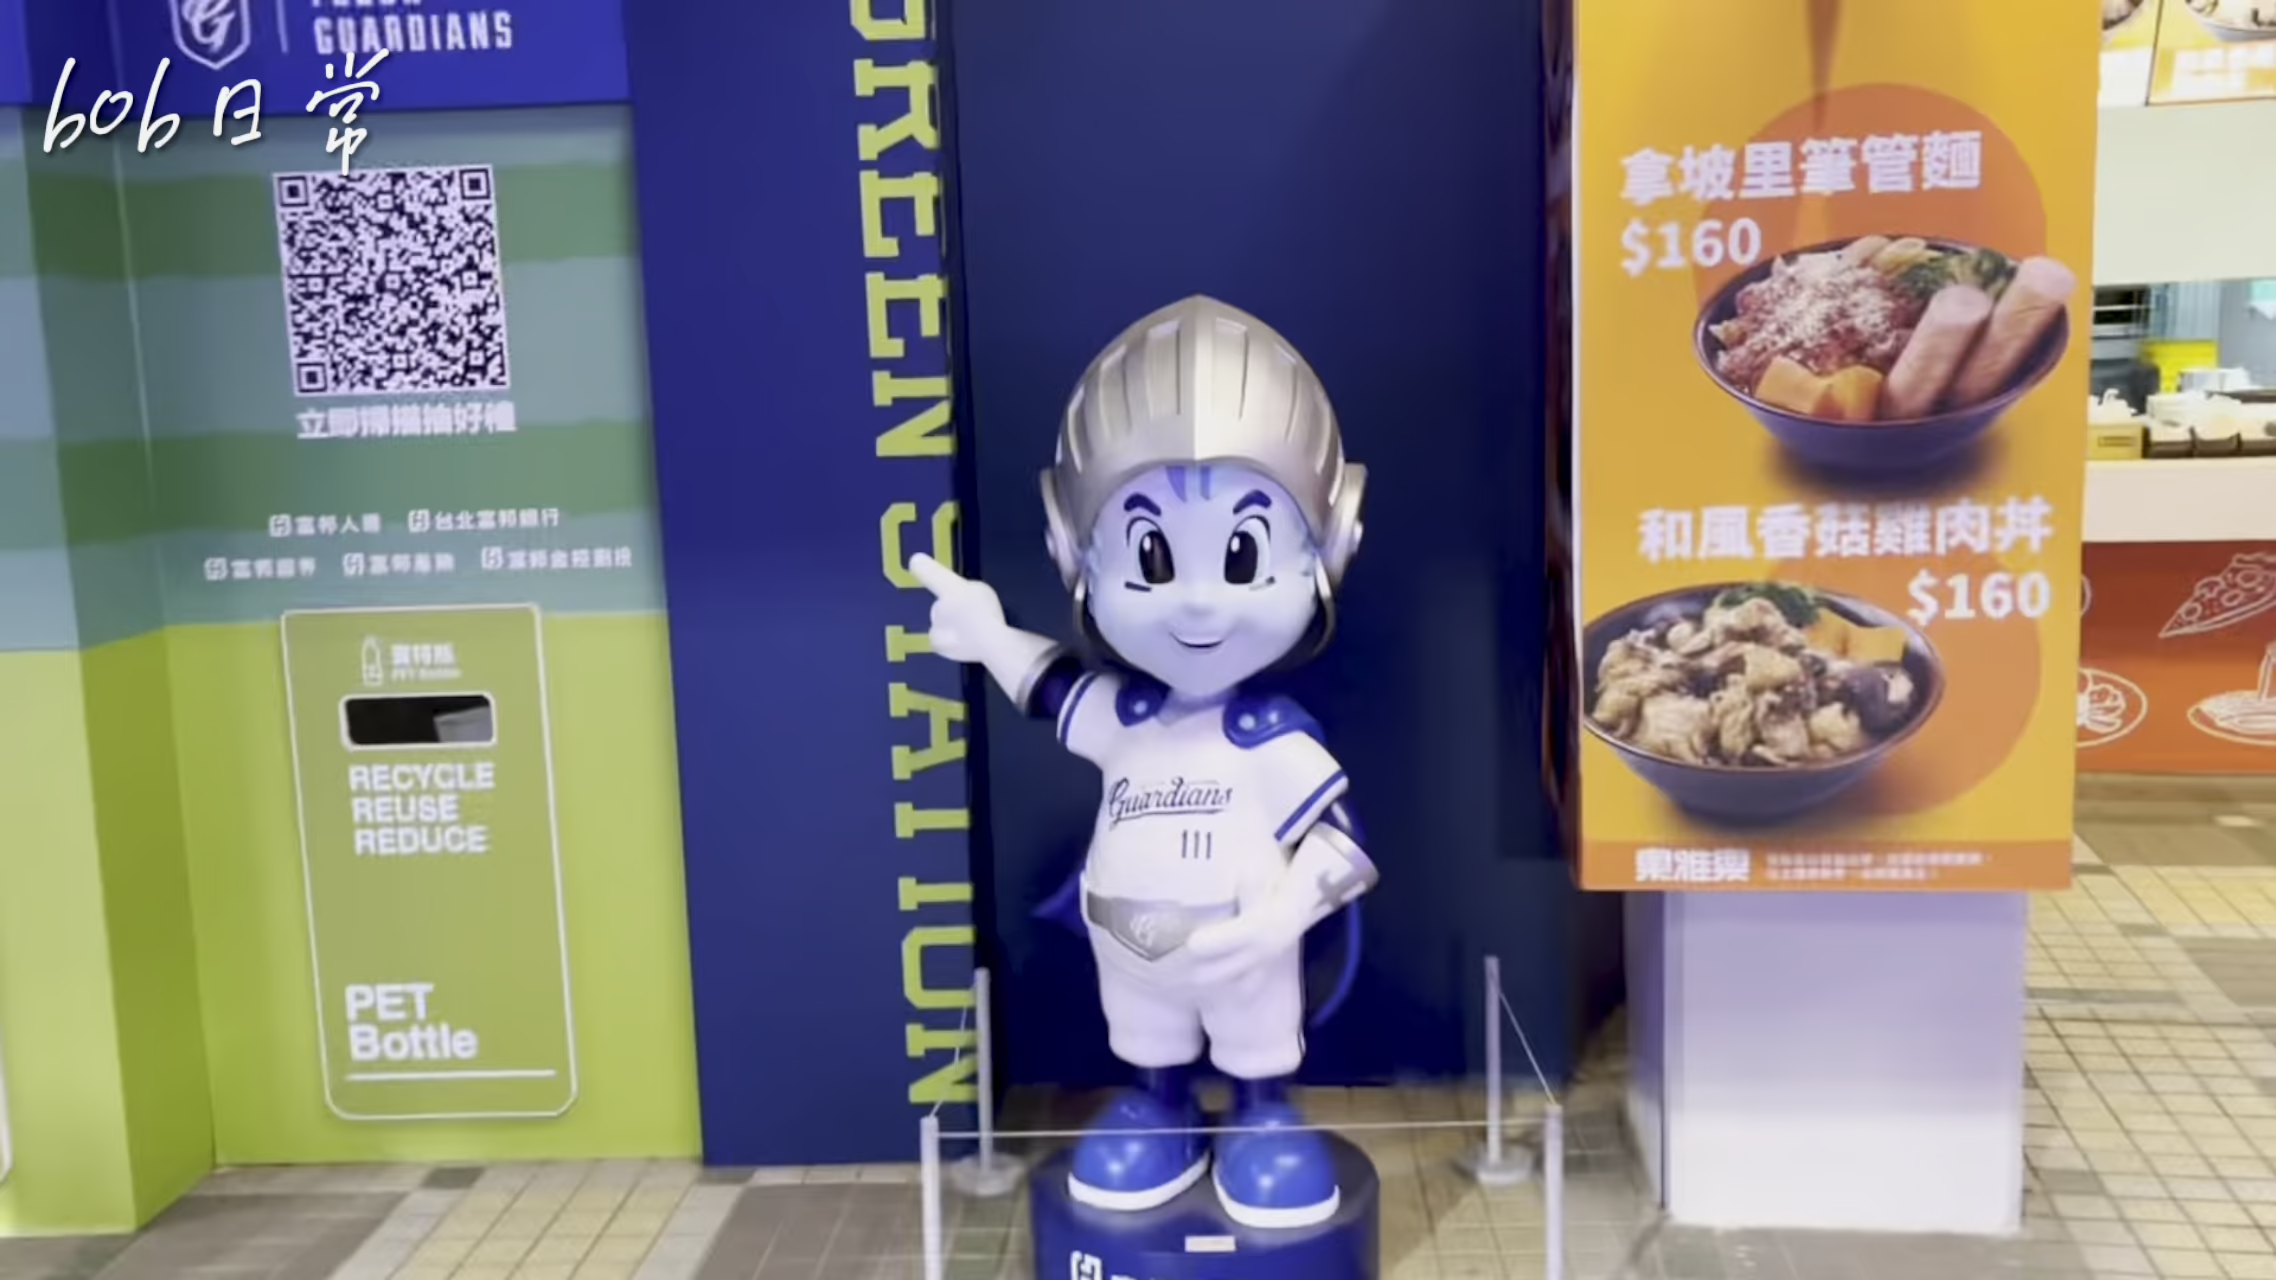 GUARDIANS
bob日常
立即掃描抽好禮
富邦人壽 台北富邦銀行
富邦證券 富邦產險 富邦金控創投
寶特瓶
PET Bottle
RECYCLE
REUSE
REDUCE
PET
Bottle
GREEN STATION
Guardians
111
拿坡里筆管麵
$160
和風香菇雞肉丼
$160
東雅樂